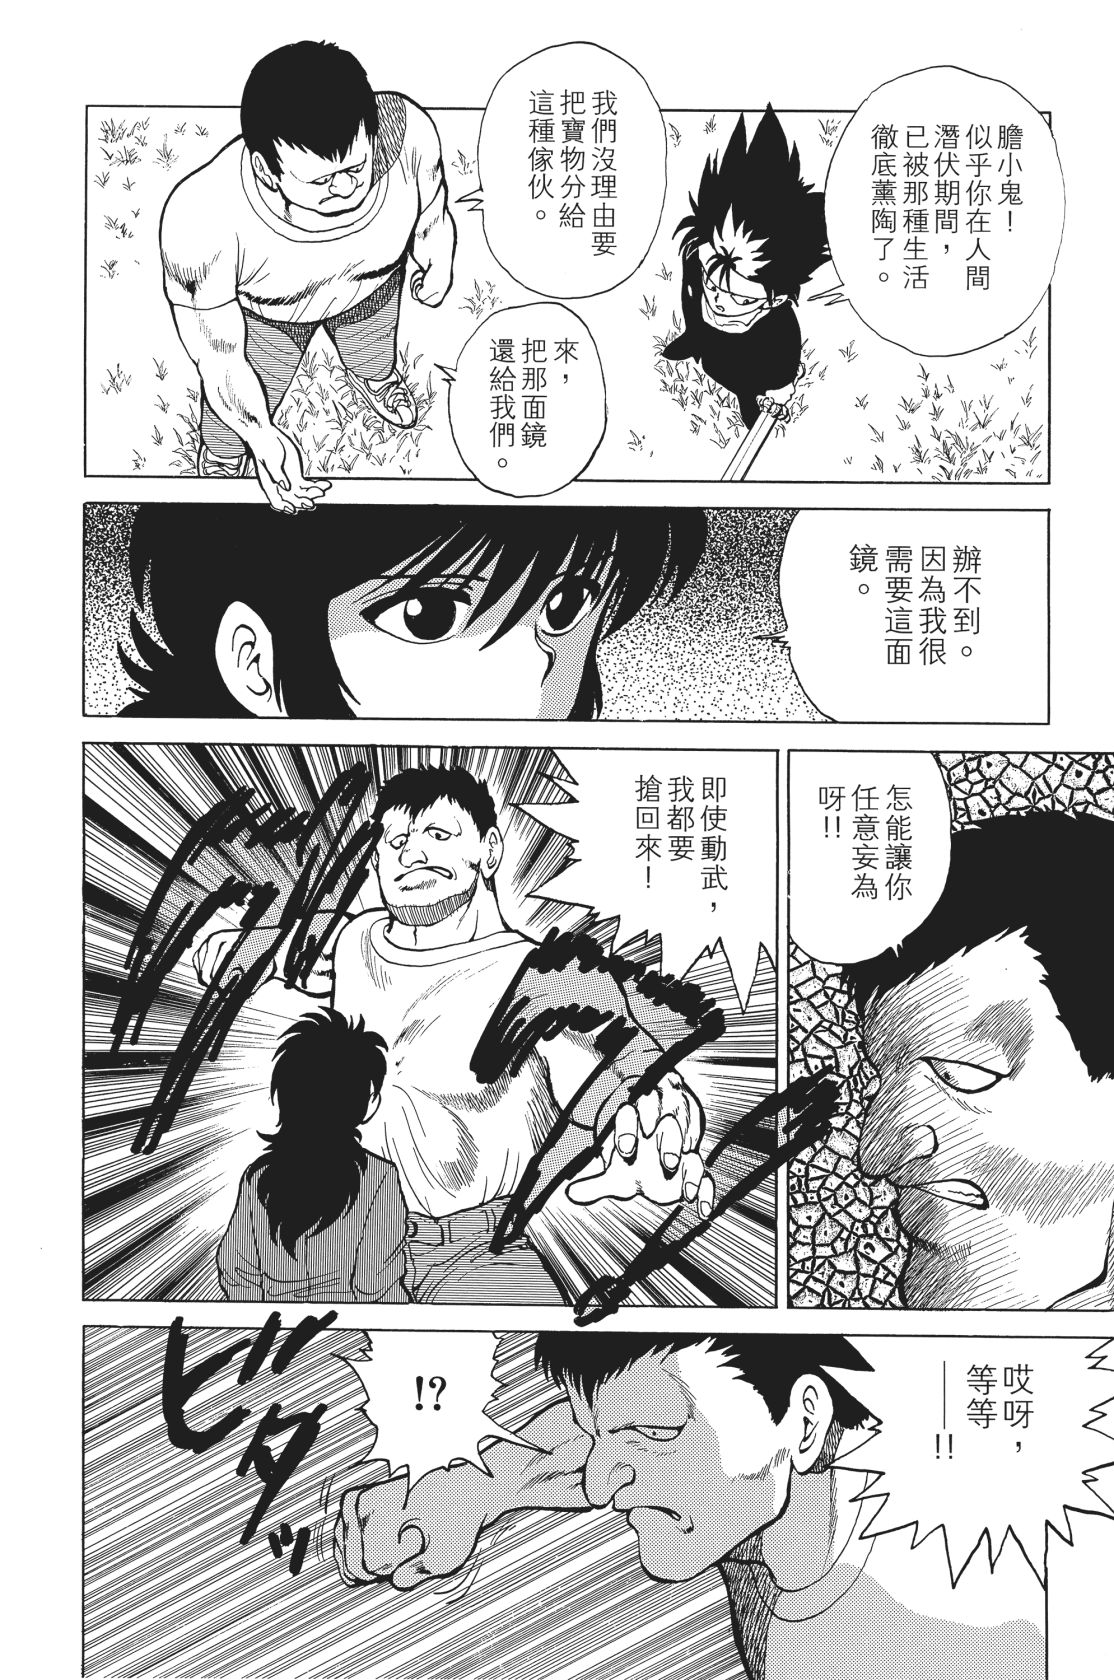 膽小鬼！
似乎你在人間
潛伏期間，
已被那種生活
徹底薰陶了。
我們沒理由要
把寶物分給
這種傢伙。
來，
把那面鏡
還給我們。
辦不到。
因為我很
需要這面
鏡。
怎能讓你
任意妄為
呀!!
即使動武，
我都要
搶回來！
哎呀，
等等
——!!
!?
ビタッ